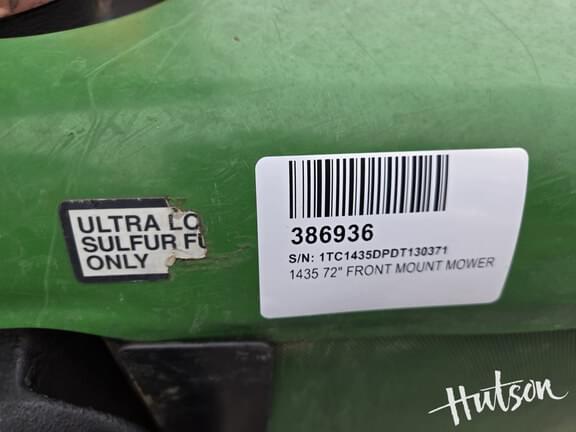 ULTRA LO
SULFUR FU
ONLY
386936
S/N: 1TC1435DPDT130371
1435 72" FRONT MOUNT MOWER
Hutson